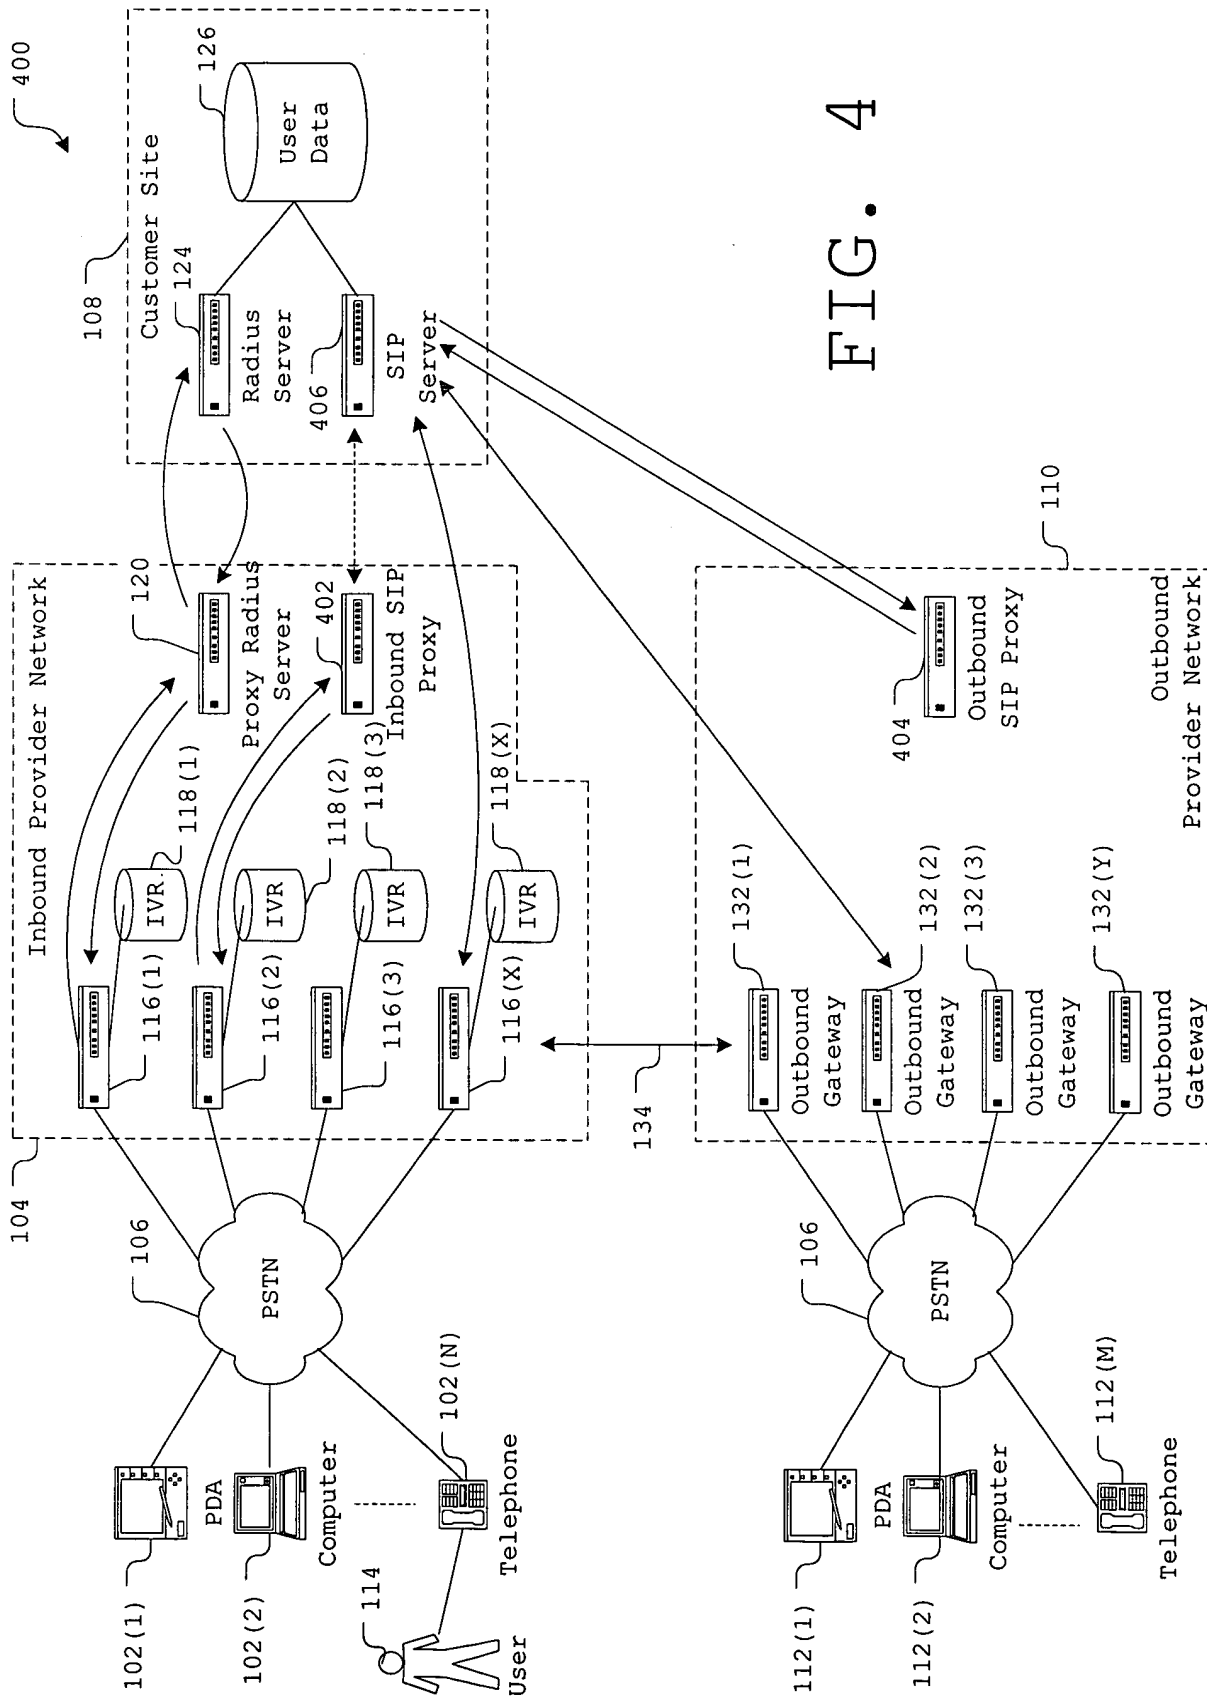 400
108
Customer Site
124
126
User
Data
Radius
Server
406
SIP
Server
Inbound Provider Network
120
Proxy Radius
Server
402
Inbound SIP
Proxy
118(1)
118(2)
118(3)
118(X)
IVR
IVR
IVR
IVR
116(1)
116(2)
116(3)
116(X)
104
106
PSTN
102(1)
PDA
102(2)
Computer
102(N)
Telephone
114
User
134
110
Outbound
Provider Network
404
Outbound
SIP Proxy
132(1)
Outbound
Gateway
132(2)
Outbound
Gateway
132(3)
Outbound
Gateway
132(Y)
Outbound
Gateway
106
PSTN
112(1)
PDA
112(2)
Computer
112(M)
Telephone
FIG. 4